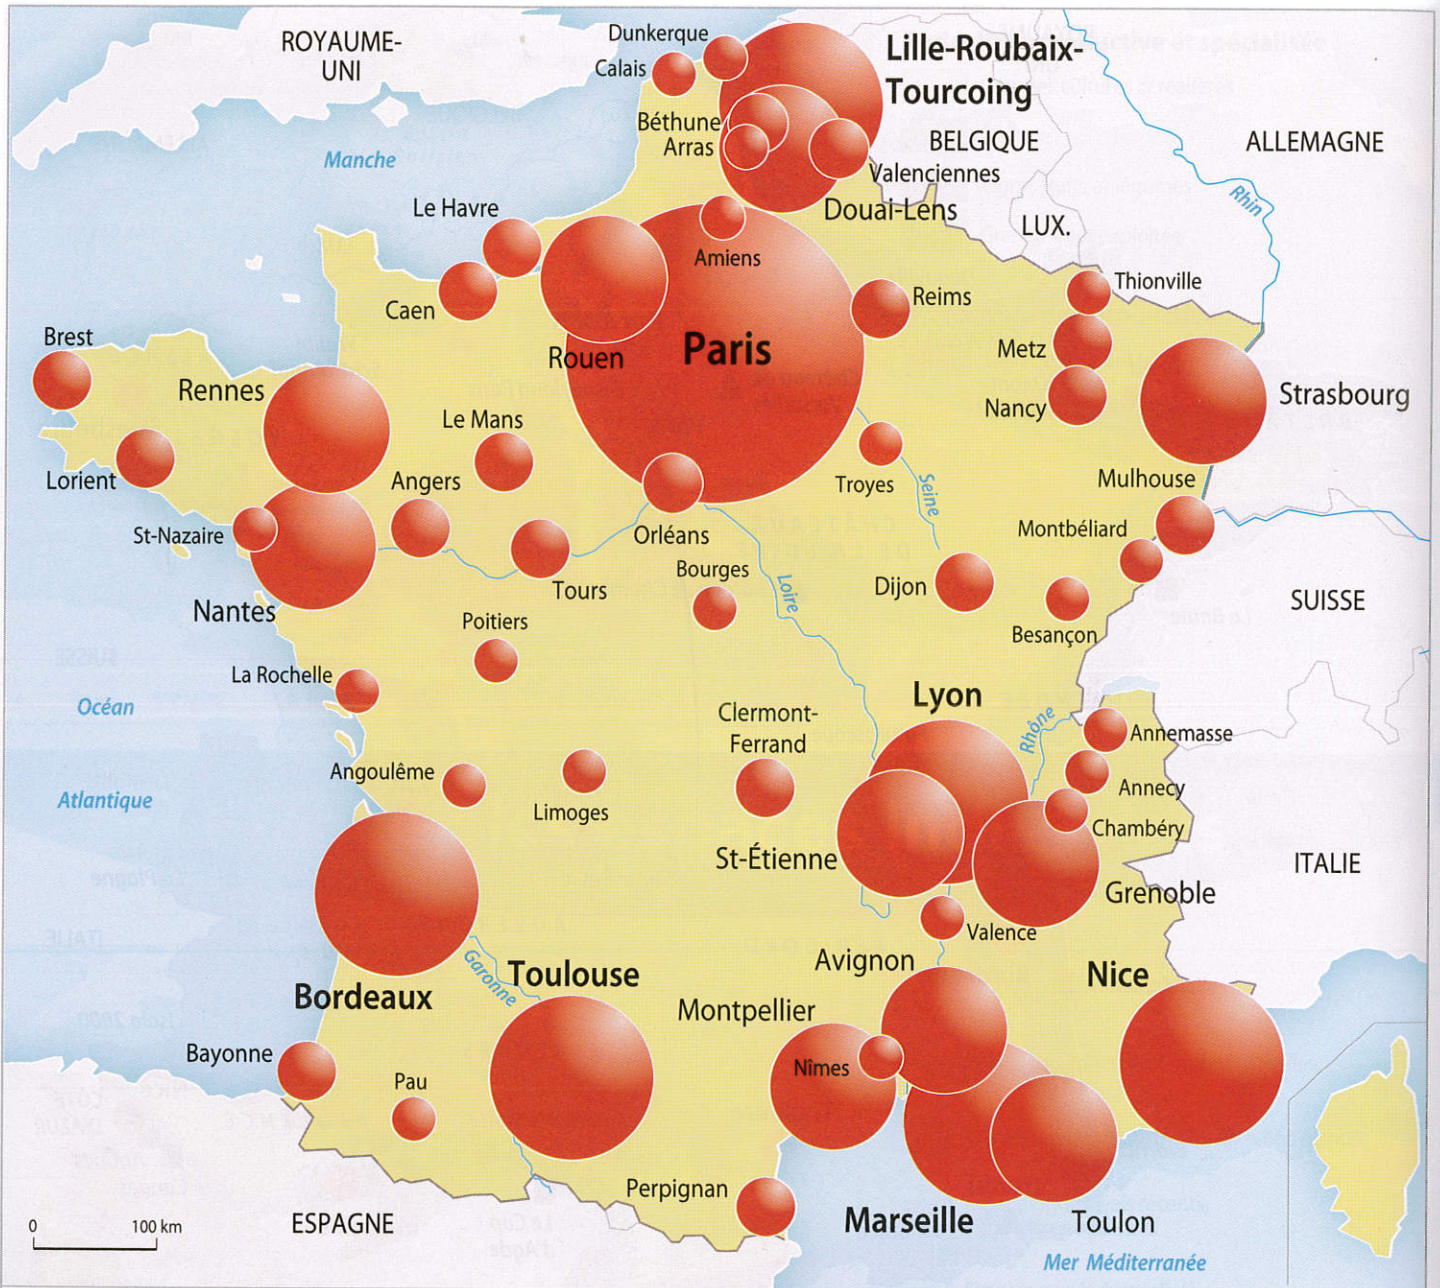 ROYAUME-
UNI
Dunkerque
Calais
Lille-Roubaix-
Tourcoing
Béthune
Arras
BELGIQUE
ALLEMAGNE
Manche
Valenciennes
Rhin
Douai-Lens
LUX.
Le Havre
Amiens
Thionville
Caen
Reims
Brest
Rouen
Paris
Metz
Rennes
Nancy
Strasbourg
Le Mans
Lorient
Angers
Troyes
Seine
Mulhouse
St-Nazaire
Orléans
Montbéliard
Bourges
Loire
Tours
Dijon
SUISSE
Nantes
Poitiers
Besançon
La Rochelle
Lyon
Océan
Clermont-
Ferrand
Rhône
Annemasse
Angoulême
Atlantique
Limoges
Annecy
Chambéry
St-Étienne
ITALIE
Grenoble
Valence
Avignon
Garonne
Toulouse
Nice
Bordeaux
Montpellier
Bayonne
Nîmes
Pau
Perpignan
0
100 km
ESPAGNE
Marseille
Toulon
Mer Méditerranée